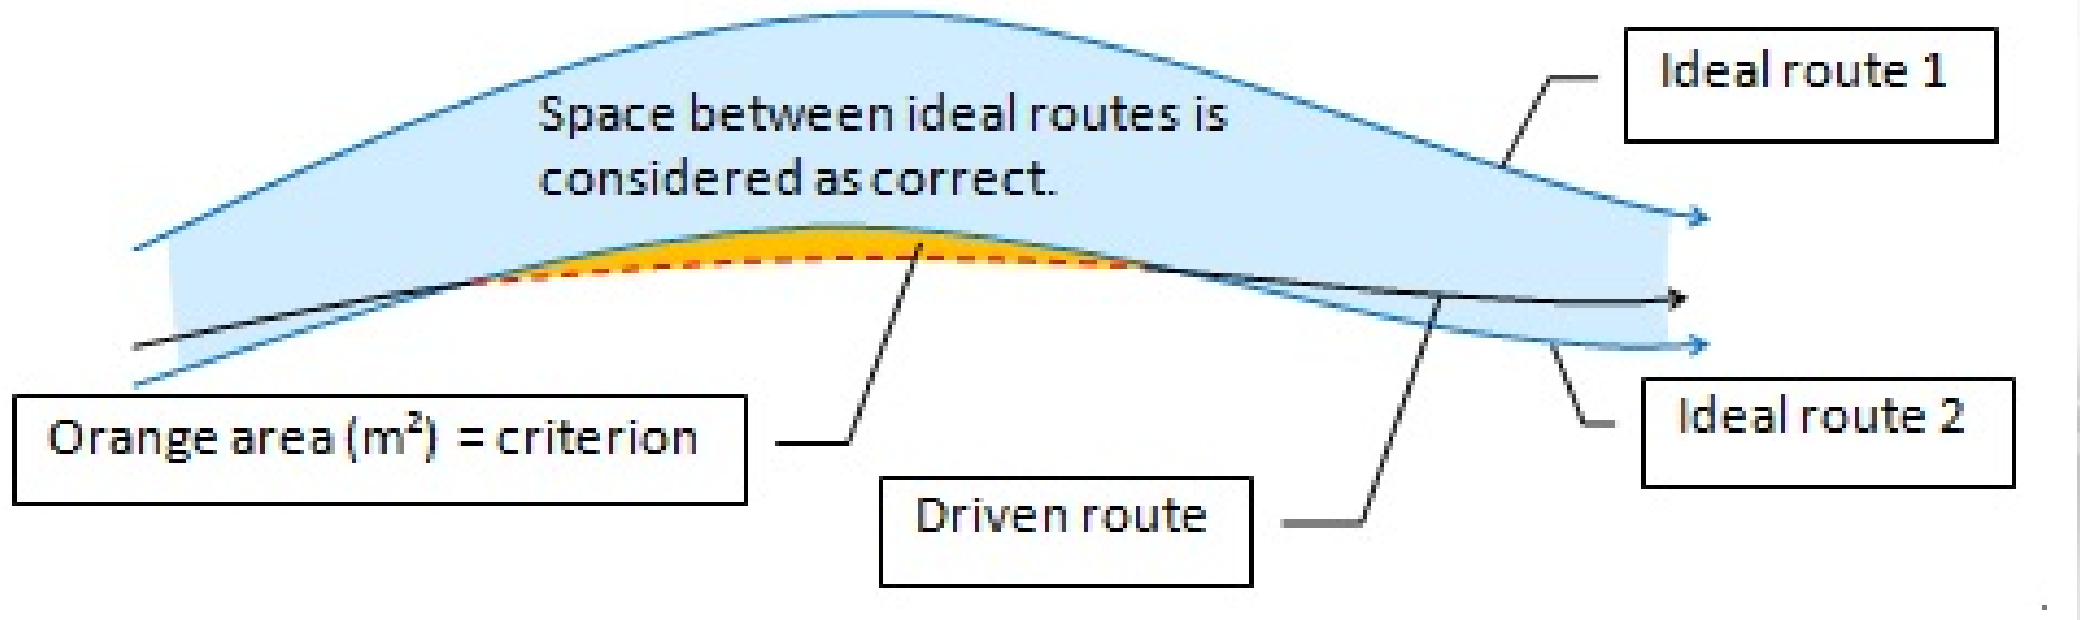 Ideal route 1
Space between ideal routes is
considered as correct.
Orange area (m²) = criterion
Ideal route 2
Driven route